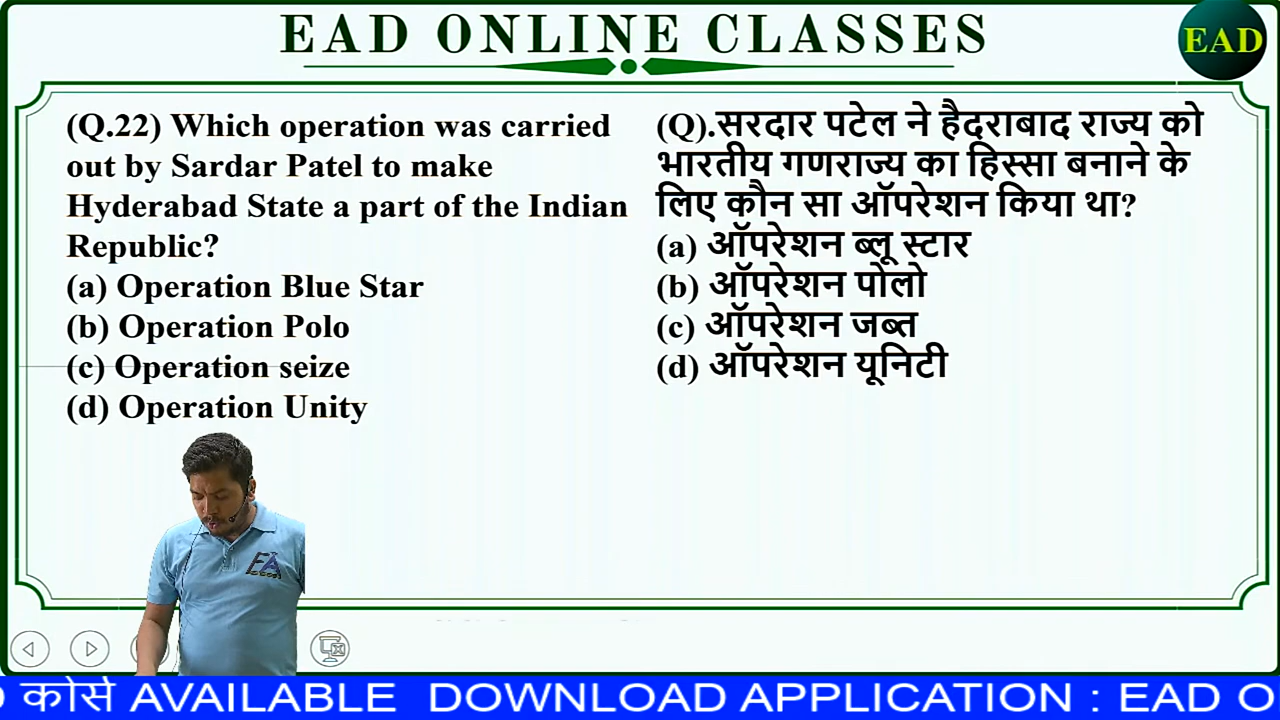 EAD ONLINE CLASSES
EAD
(Q.22) Which operation was carried
out by Sardar Patel to make
Hyderabad State a part of the Indian
Republic?
(a) Operation Blue Star
(b) Operation Polo
(c) Operation seize
(d) Operation Unity
(Q).सरदार पटेल ने हैदराबाद राज्य को
भारतीय गणराज्य का हिस्सा बनाने के
लिए कौन सा ऑपरेशन किया था?
(a) ऑपरेशन ब्लू स्टार
(b) ऑपरेशन पोलो
(c) ऑपरेशन जब्त
(d) ऑपरेशन यूनिटी
कोर्स AVAILABLE DOWNLOAD APPLICATION : EAD O